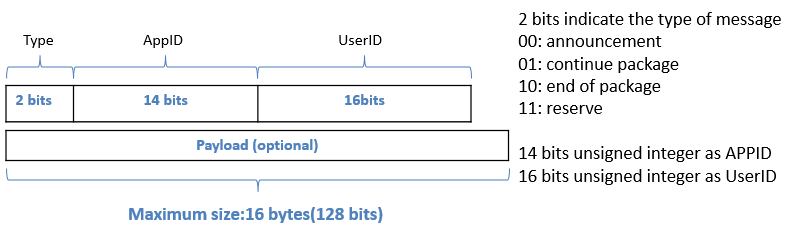 Type AppID UserID
2 bits 14 bits 16bits
Payload (optional)
Maximum size:16 bytes(128 bits)
2 bits indicate the type of message
00: announcement
01: continue package
10: end of package
11: reserve
14 bits unsigned integer as APPID
16 bits unsigned integer as UserID